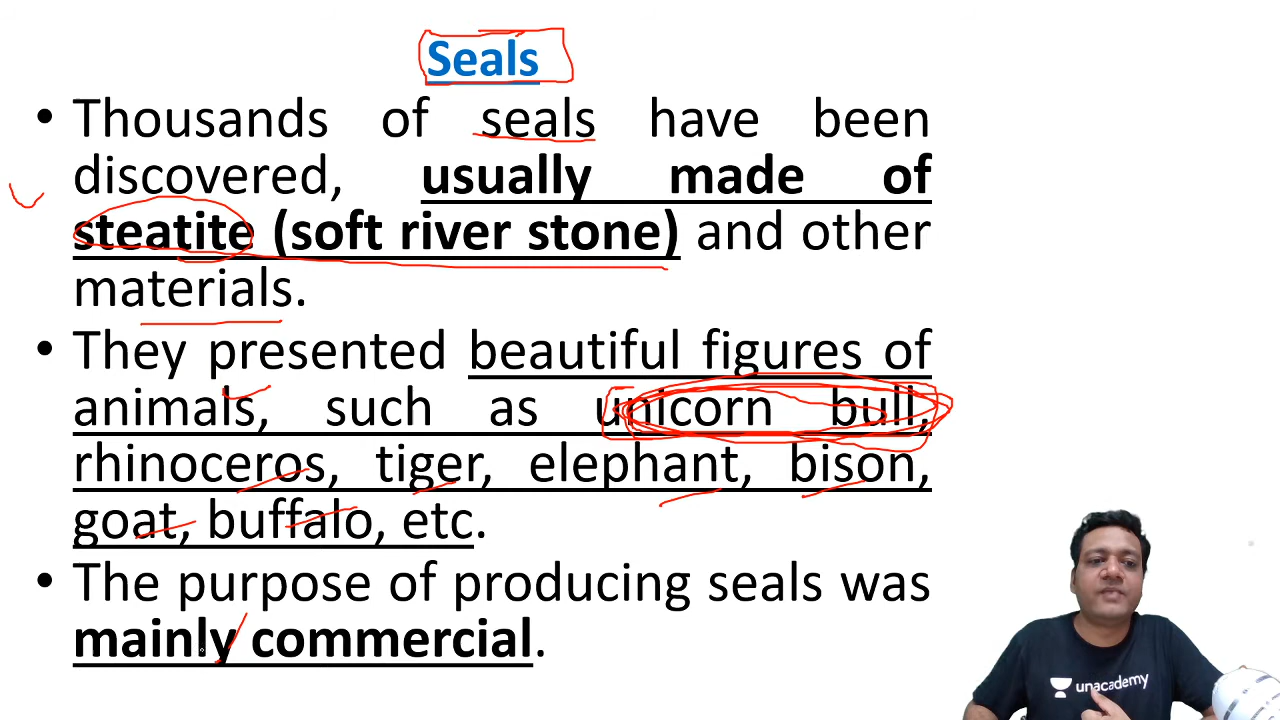 Seals
• Thousands of seals have been
discovered, usually made of
steatite (soft river stone) and other
materials.
• They presented beautiful figures of
animals, such as unicorn bull,
rhinoceros, tiger, elephant, bison,
goat, buffalo, etc.
• The purpose of producing seals was
mainly commercial.
unacademy